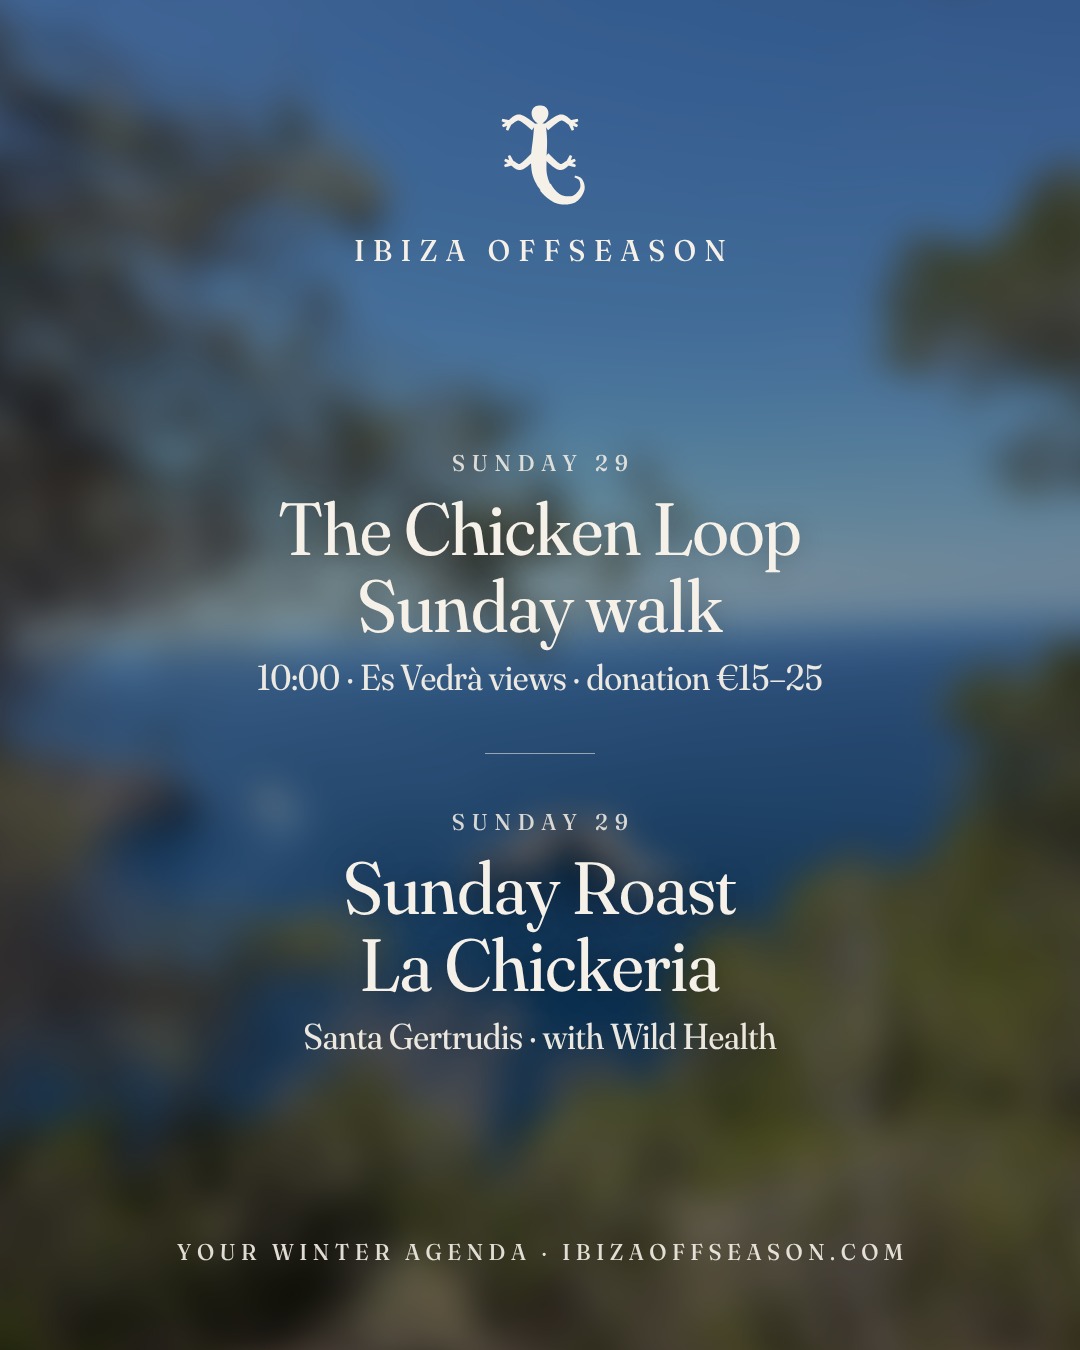 IBIZA OFFSEASON
SUNDAY 29
The Chicken Loop
Sunday walk
10:00 · Es Vedrà views · donation €15–25
SUNDAY 29
Sunday Roast
La Chickeria
Santa Gertrudis · with Wild Health
YOUR WINTER AGENDA · IBIZAOFFSEASON.COM